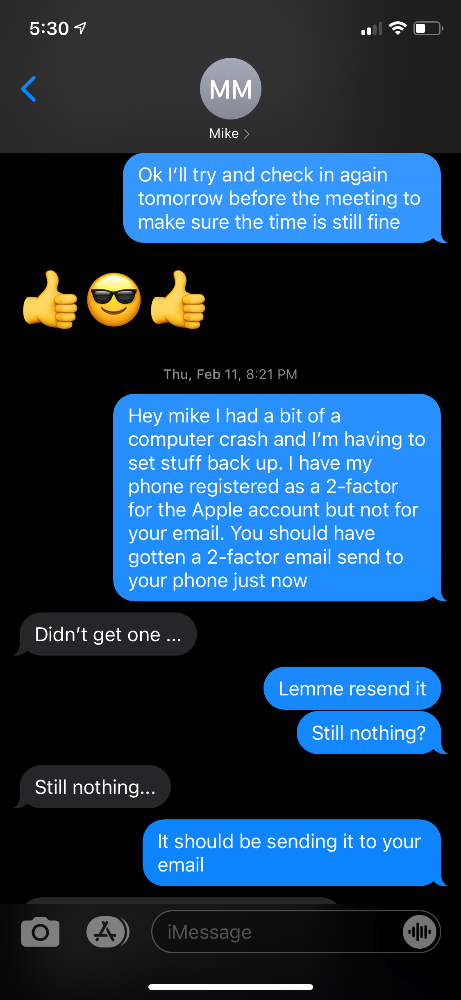 5:30
MM
Mike
Ok I’ll try and check in again
tomorrow before the meeting to
make sure the time is still fine
Thu, Feb 11, 8:21 PM
Hey mike I had a bit of a
computer crash and I’m having to
set stuff back up. I have my
phone registered as a 2-factor
for the Apple account but not for
your email. You should have
gotten a 2-factor email send to
your phone just now
Didn’t get one ...
Lemme resend it
Still nothing?
Still nothing...
It should be sending it to your
email
iMessage